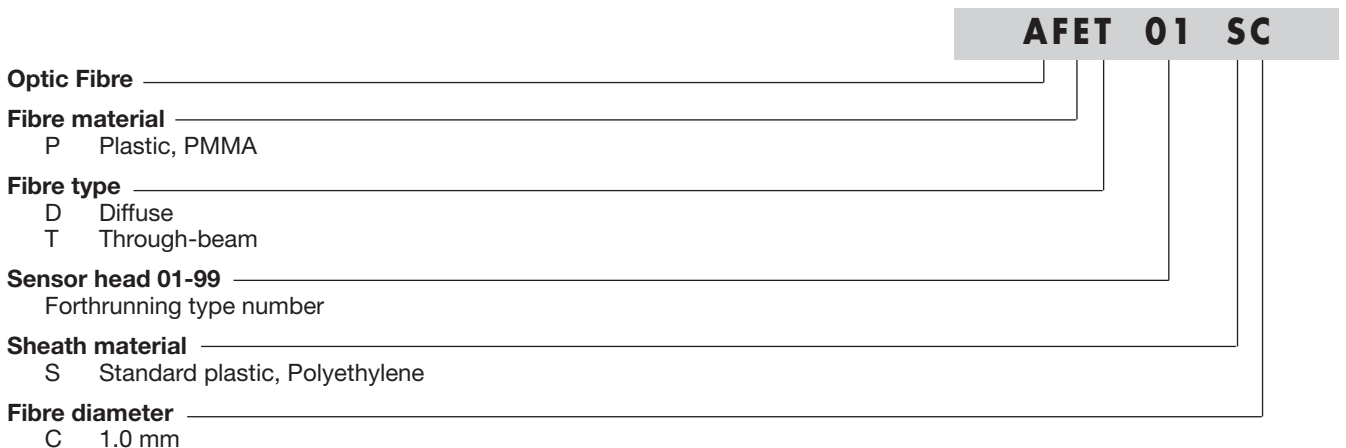 AFET 01 SC
Optic Fibre
Fibre material
P Plastic, PMMA
Fibre type
D Diffuse
T Through-beam
Sensor head 01-99
Forthrunning type number
Sheath material
S Standard plastic, Polyethylene
Fibre diameter
C 1.0 mm